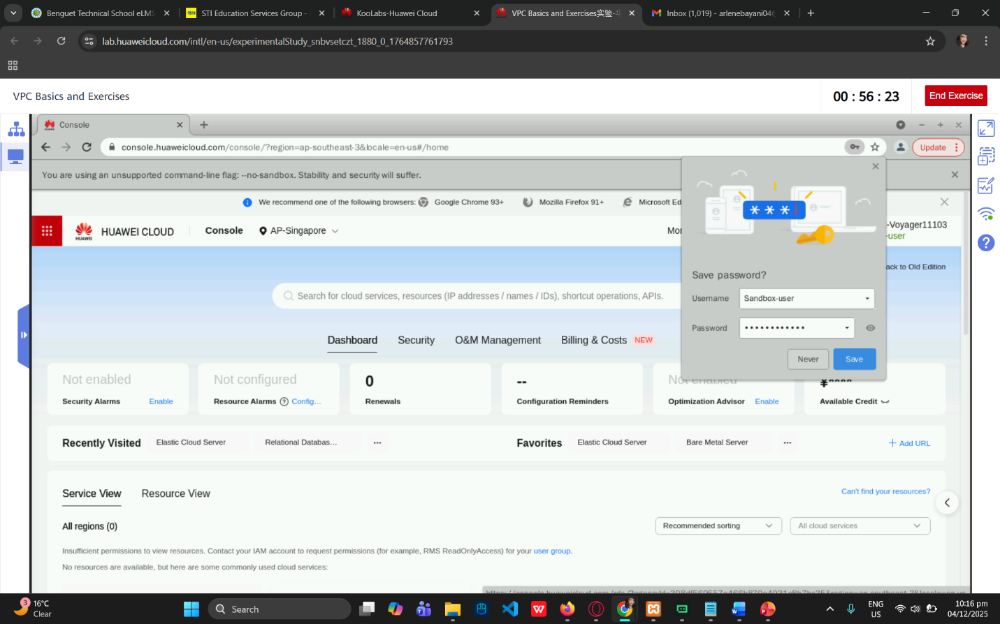 Benguet Technical School eLMS
STI Education Services Group -
KooLabs-Huawei Cloud
VPC Basics and Exercises实验-
Inbox (1,019) - arlenebayani04@
lab.huaweicloud.com/intl/en-us/experimentalStudy_snbvsetczt_1880_0_1764857761793
VPC Basics and Exercises
00 : 56 : 23
End Exercise
Console
console.huaweicloud.com/console/?region=ap-southeast-3&locale=en-us#/home
Update
You are using an unsupported command-line flag: --no-sandbox. Stability and security will suffer.
We recommend one of the following browsers:
Google Chrome 93+
Mozilla Firefox 91+
Microsoft Ed
HUAWEI
HUAWEI CLOUD
Console
AP-Singapore
Mor
-Voyager11103
-user
ack to Old Edition
Search for cloud services, resources (IP addresses / names / IDs), shortcut operations, APIs.
***
Save password?
Username
Sandbox-user
Password
••••••••••••
Never
Save
Dashboard
Security
O&M Management
Billing & Costs
NEW
Not enabled
Security Alarms
Enable
Not configured
Resource Alarms
Config...
0
Renewals
--
Configuration Reminders
Not enabled
Optimization Advisor
Enable
¥****
Available Credit
Recently Visited
Elastic Cloud Server
Relational Databas...
...
Favorites
Elastic Cloud Server
Bare Metal Server
...
+ Add URL
Service View
Resource View
Can't find your resources?
All regions (0)
Recommended sorting
All cloud services
Insufficient permissions to view resources. Contact your IAM account to request permissions (for example, RMS ReadOnlyAccess) for your user group.
No resources are available, but here are some commonly used cloud services:
3
16°C
Clear
Search
ENG
US
10:16 pm
04/12/2025